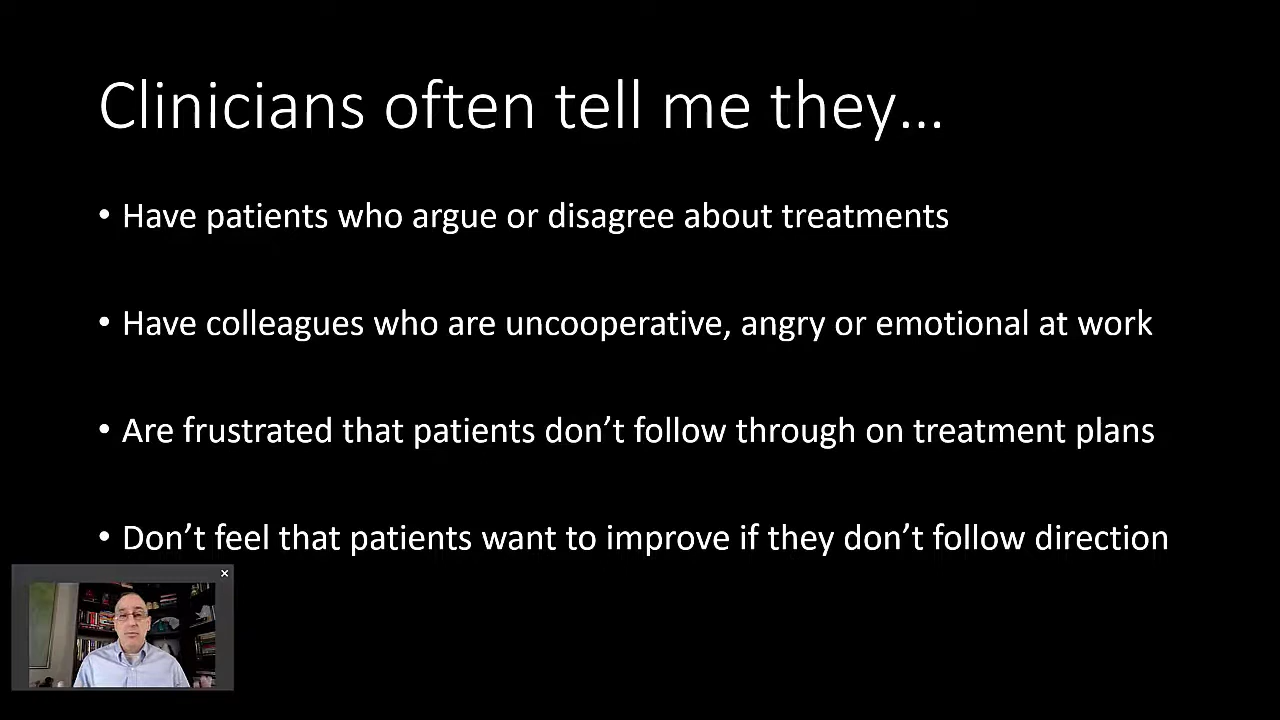 Clinicians often tell me they...
• Have patients who argue or disagree about treatments
• Have colleagues who are uncooperative, angry or emotional at work
• Are frustrated that patients don’t follow through on treatment plans
• Don’t feel that patients want to improve if they don’t follow direction